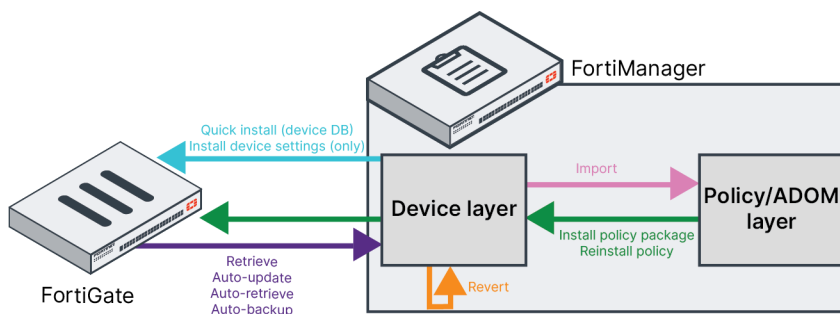 FortiManager
Quick install (device DB)
Install device settings (only)
Import
Device layer
Policy/ADOM
layer
Install policy package
Reinstall policy
Retrieve
Auto-update
Auto-retrieve
Auto-backup
Revert
FortiGate